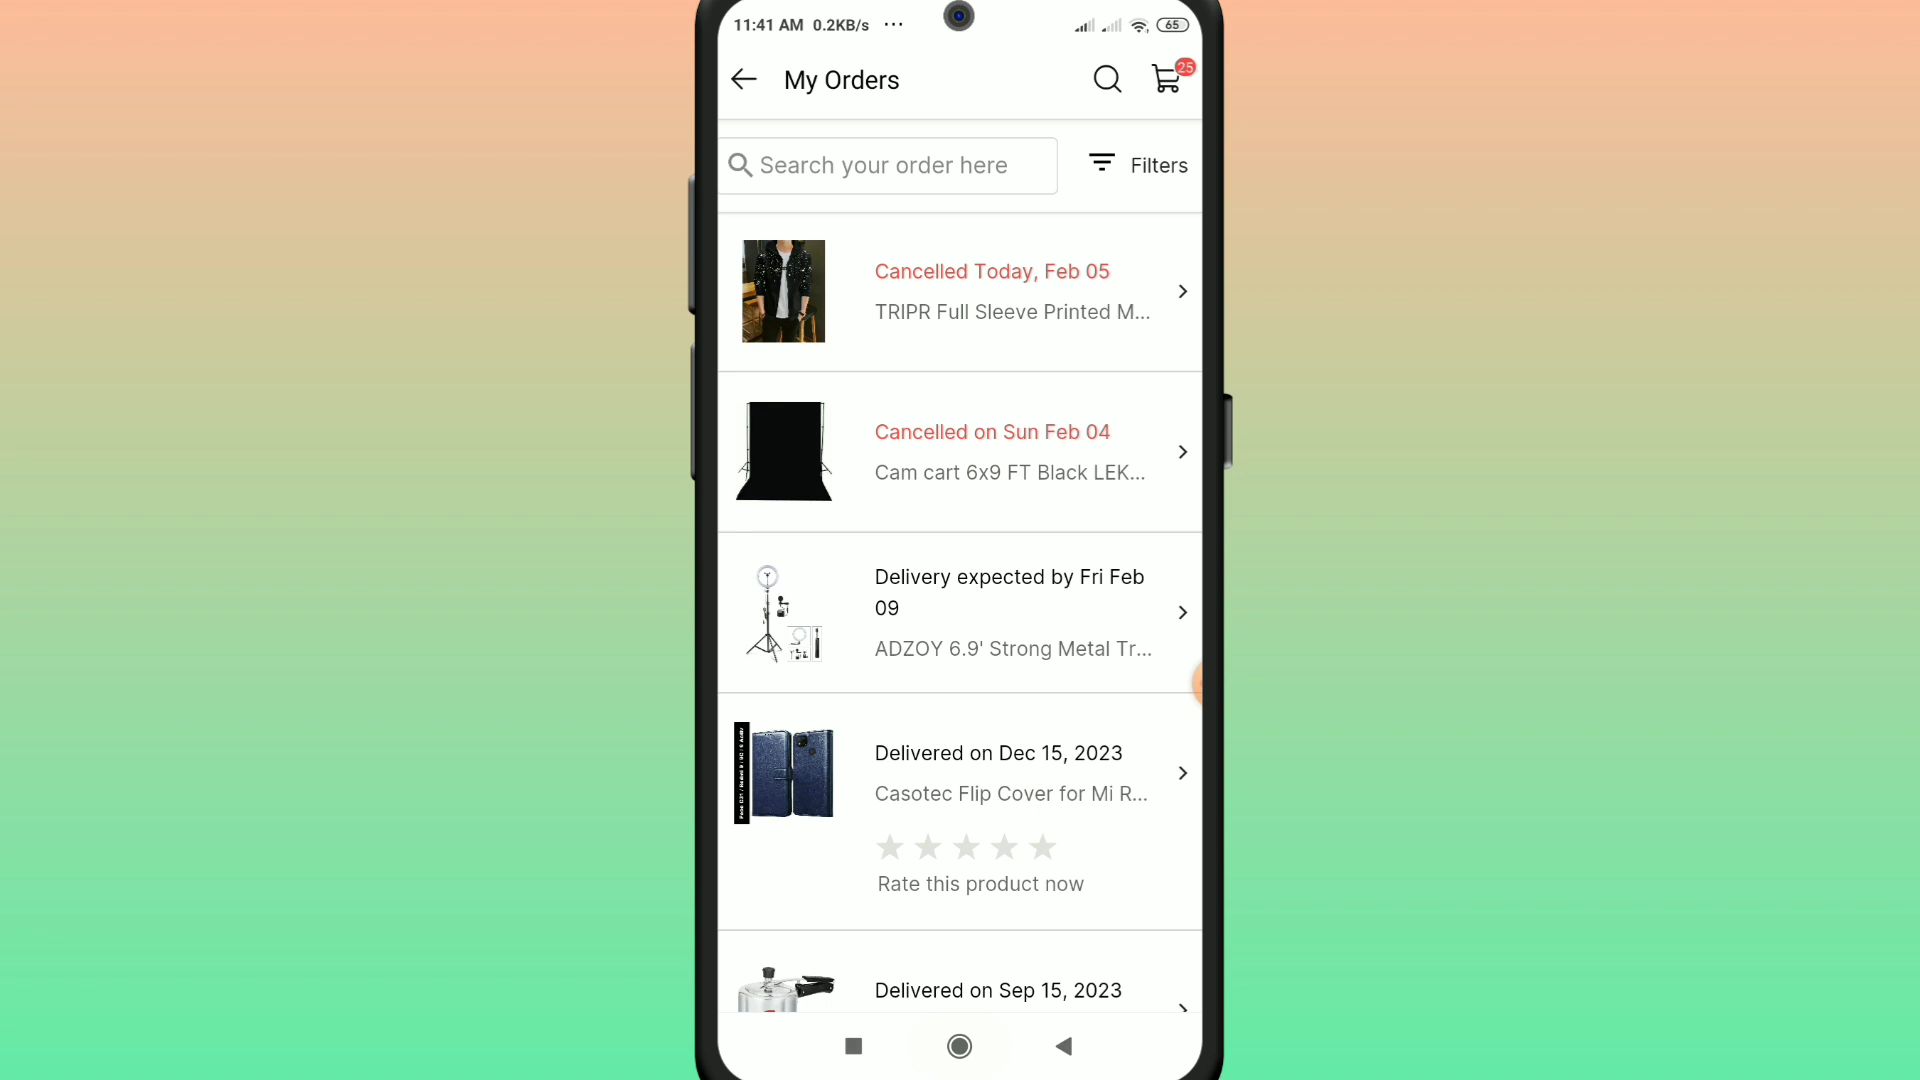 11:41 AM 0.2KB/s ...
65
My Orders
25
Search your order here
Filters
Cancelled Today, Feb 05
TRIPR Full Sleeve Printed M...
Cancelled on Sun Feb 04
Cam cart 6x9 FT Black LEK...
Delivery expected by Fri Feb
09
ADZOY 6.9' Strong Metal Tr...
Delivered on Dec 15, 2023
Casotec Flip Cover for Mi R...
Rate this product now
Delivered on Sep 15, 2023